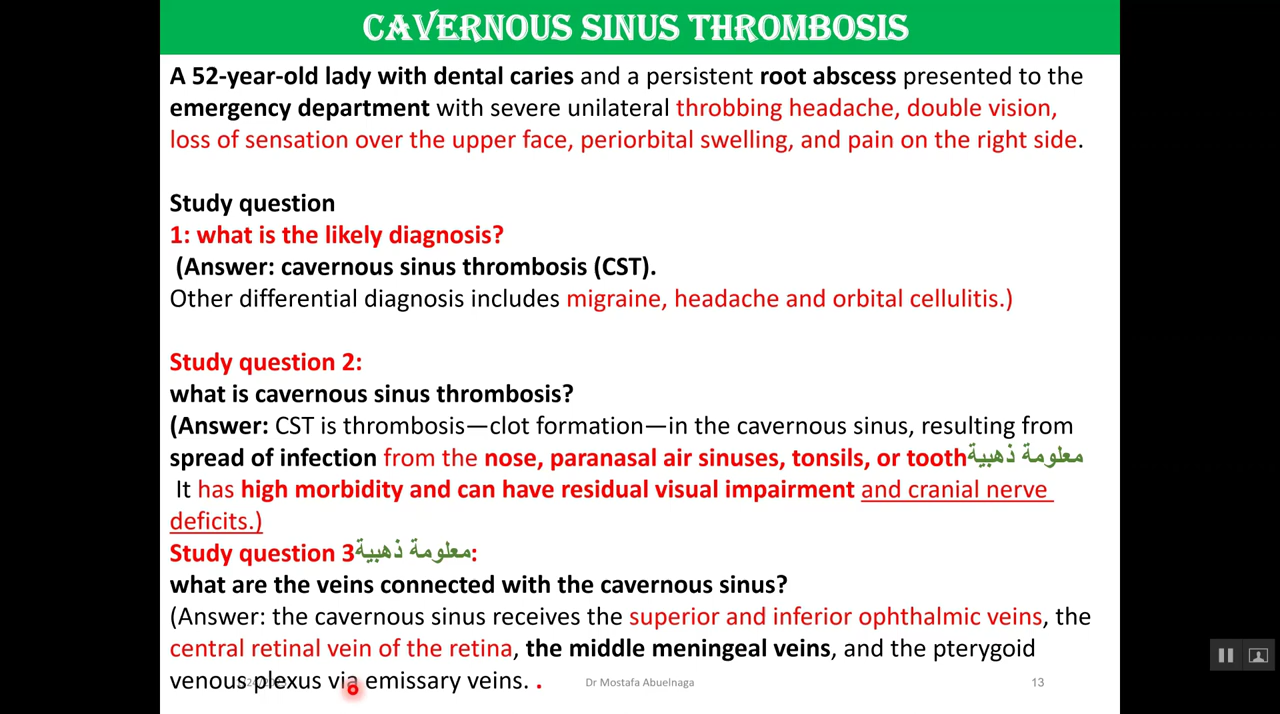 CAVERNOUS SINUS THROMBOSIS
A 52-year-old lady with dental caries and a persistent root abscess presented to the
emergency department with severe unilateral throbbing headache, double vision,
loss of sensation over the upper face, periorbital swelling, and pain on the right side.
Study question
1: what is the likely diagnosis?
(Answer: cavernous sinus thrombosis (CST).
Other differential diagnosis includes migraine, headache and orbital cellulitis.)
Study question 2:
what is cavernous sinus thrombosis?
(Answer: CST is thrombosis—clot formation—in the cavernous sinus, resulting from
spread of infection from the nose, paranasal air sinuses, tonsils, or tooth معلومة ذهبية
It has high morbidity and can have residual visual impairment and cranial nerve
deficits.)
Study question 3 معلومة ذهبية:
what are the veins connected with the cavernous sinus?
(Answer: the cavernous sinus receives the superior and inferior ophthalmic veins, the
central retinal vein of the retina, the middle meningeal veins, and the pterygoid
venous plexus via emissary veins. .
Dr Mostafa Abuelnaga
13